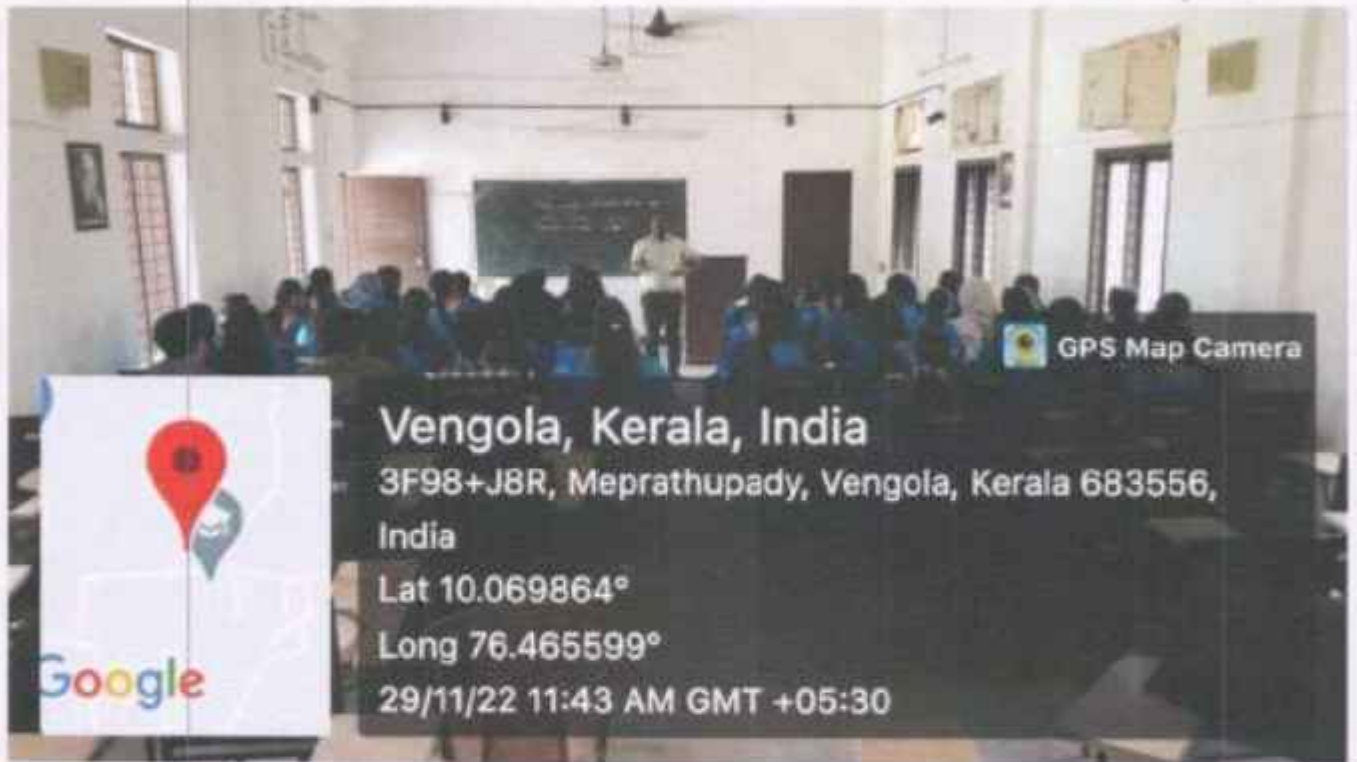 GPS Map Camera
Vengola, Kerala, India
3F98+J8R, Meprathupady, Vengola, Kerala 683556,
India
Lat 10.069864°
Long 76.465599°
29/11/22 11:43 AM GMT +05:30
Google